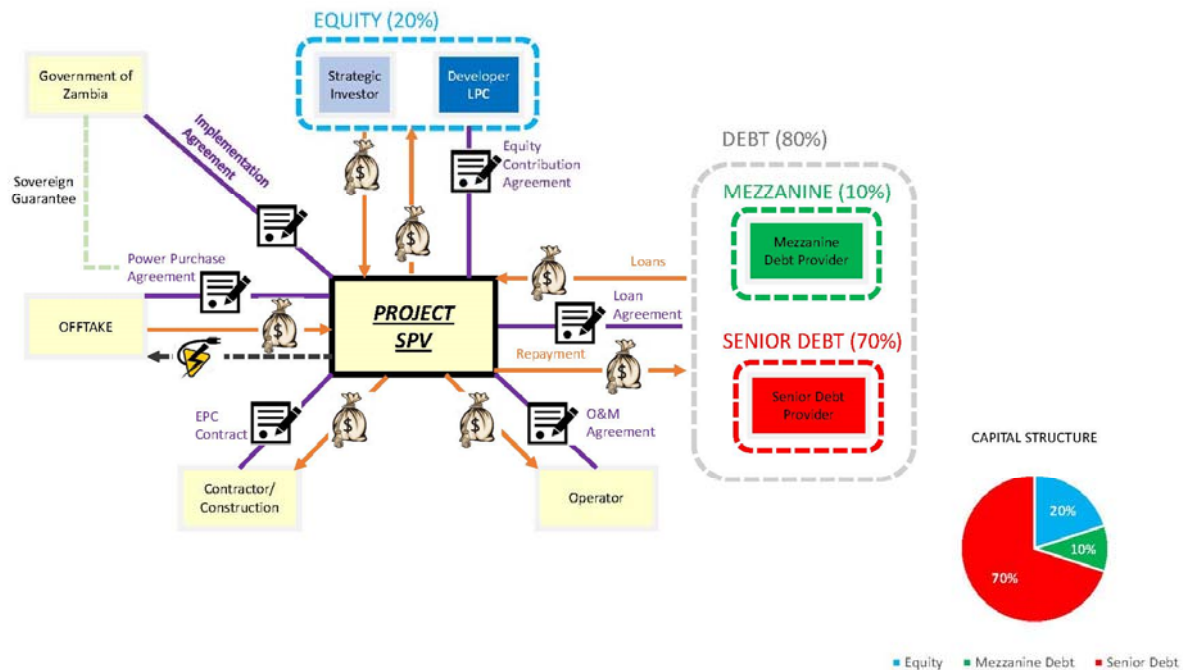 EQUITY (20%)
Government of
Zambia
Strategic
Investor
Developer
LPC
Implementation
Agreement
Equity
Contribution
Agreement
DEBT (80%)
Sovereign
Guarantee
MEZZANINE (10%)
Mezzanine
Debt Provider
Power Purchase
Agreement
Loans
OFFTAKE
PROJECT
SPV
Loan
Agreement
Repayment
SENIOR DEBT (70%)
Senior Debt
Provider
EPC
Contract
O&M
Agreement
Contractor/
Construction
Operator
CAPITAL STRUCTURE
20%
10%
70%
Equity
Mezzanine Debt
Senior Debt
$
$
$
$
$
$
$